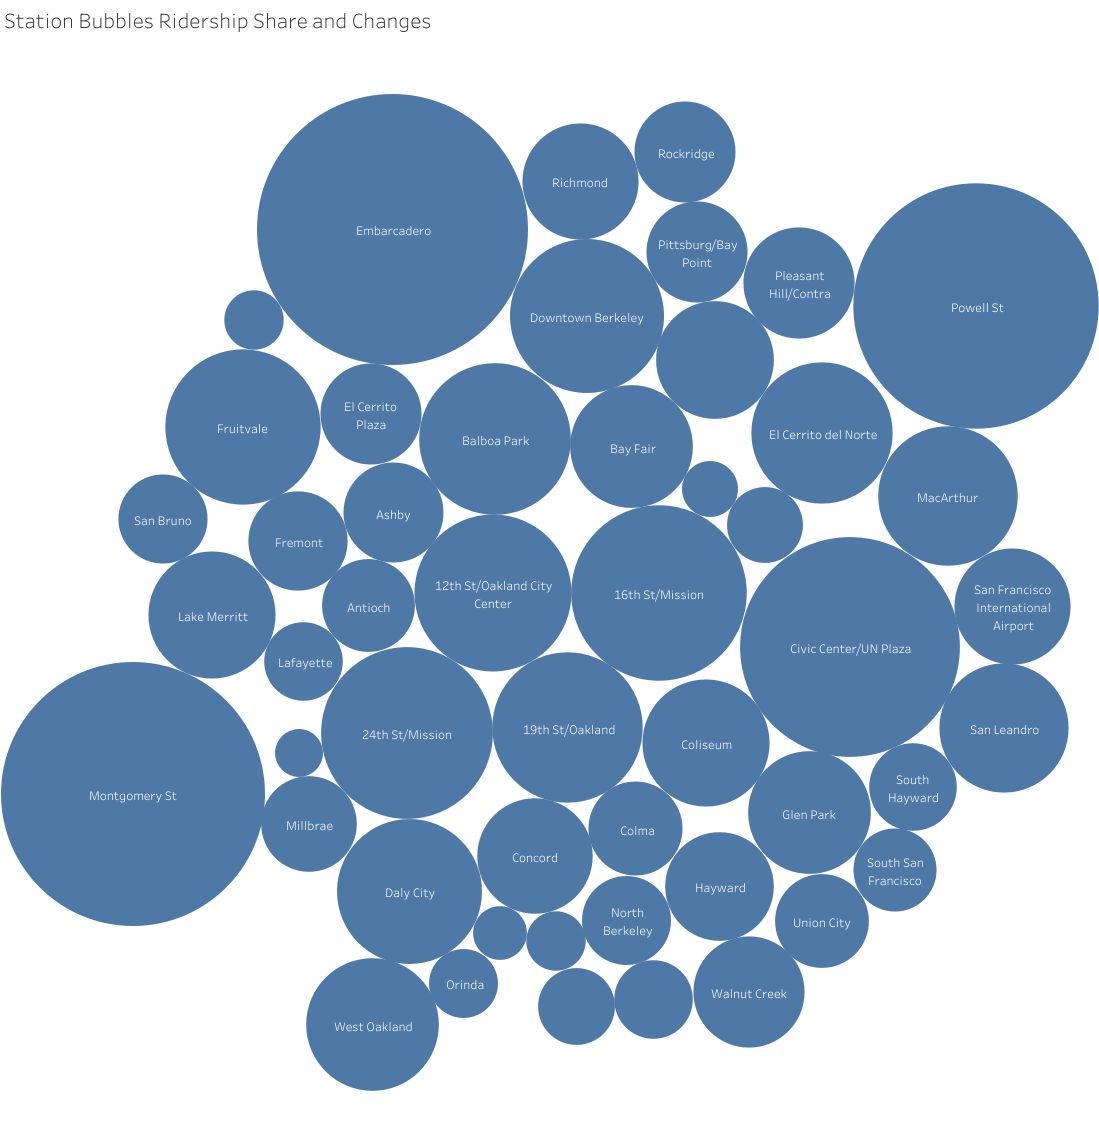 Station Bubbles Ridership Share and Changes
Rockridge
Richmond
Embarcadero
Pittsburg/Bay
Point
Pleasant
Hill/Contra
Powell St
Downtown Berkeley
El Cerrito
Plaza
Fruitvale
Balboa Park
Bay Fair
El Cerrito del Norte
MacArthur
San Bruno
Ashby
Fremont
12th St/Oakland City
Center
16th St/Mission
San Francisco
International
Airport
Antioch
Lake Merritt
Civic Center/UN Plaza
Lafayette
24th St/Mission
19th St/Oakland
San Leandro
Coliseum
Montgomery St
South
Hayward
Millbrae
Glen Park
Colma
Concord
South San
Francisco
Daly City
Hayward
North
Berkeley
Union City
Orinda
Walnut Creek
West Oakland